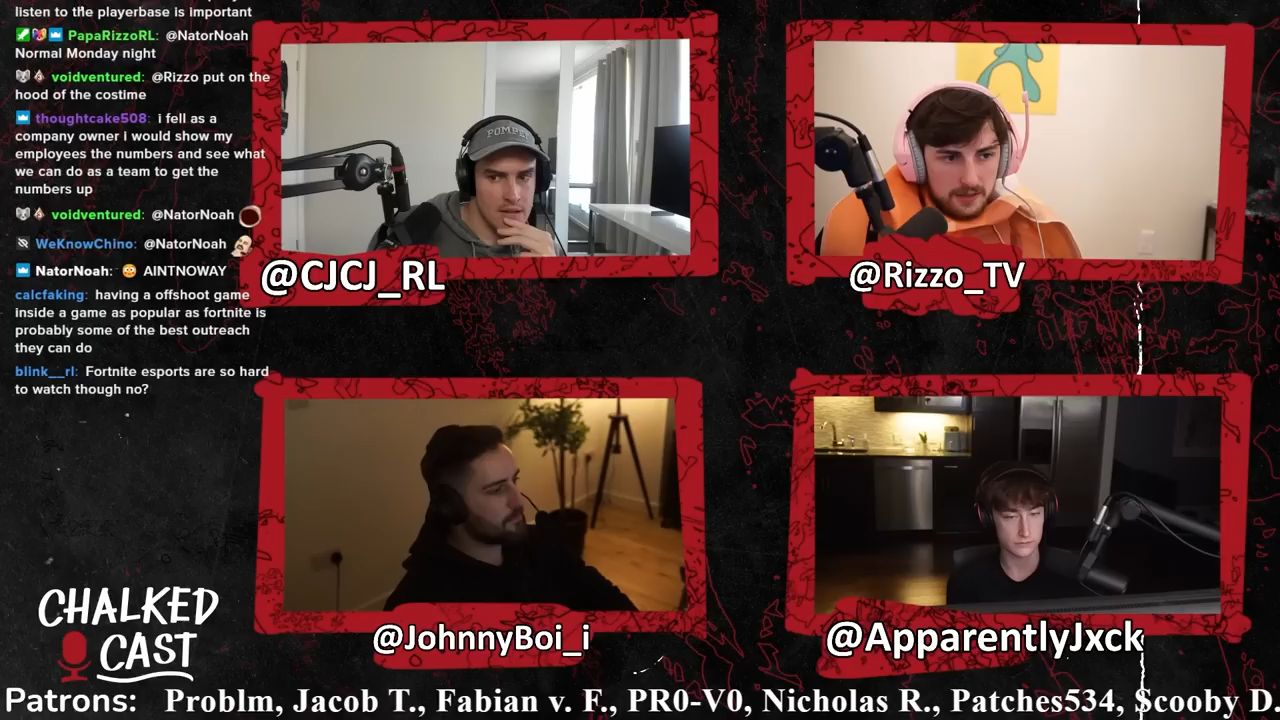 listen to the playerbase is important
PapaRizzoRL: @NatorNoah
Normal Monday night
voidventured: @Rizzo put on the
hood of the costime
thoughtcake508: i fell as a
company owner i would show my
employees the numbers and see what
we can do as a team to get the
numbers up
voidventured: @NatorNoah
WeKnowChino: @NatorNoah
NatorNoah: AINTNOWAY
calcfaking: having a offshoot game
inside a game as popular as fortnite is
probably some of the best outreach
they can do
blink__rl: Fortnite esports are so hard
to watch though no?
POMPEI
@CJCJ_RL
@Rizzo_TV
@JohnnyBoi_i
@ApparentlyJxck
CHALKED
CAST
Patrons: Problm, Jacob T., Fabian v. F., PR0-V0, Nicholas R., Patches534, Scooby D.